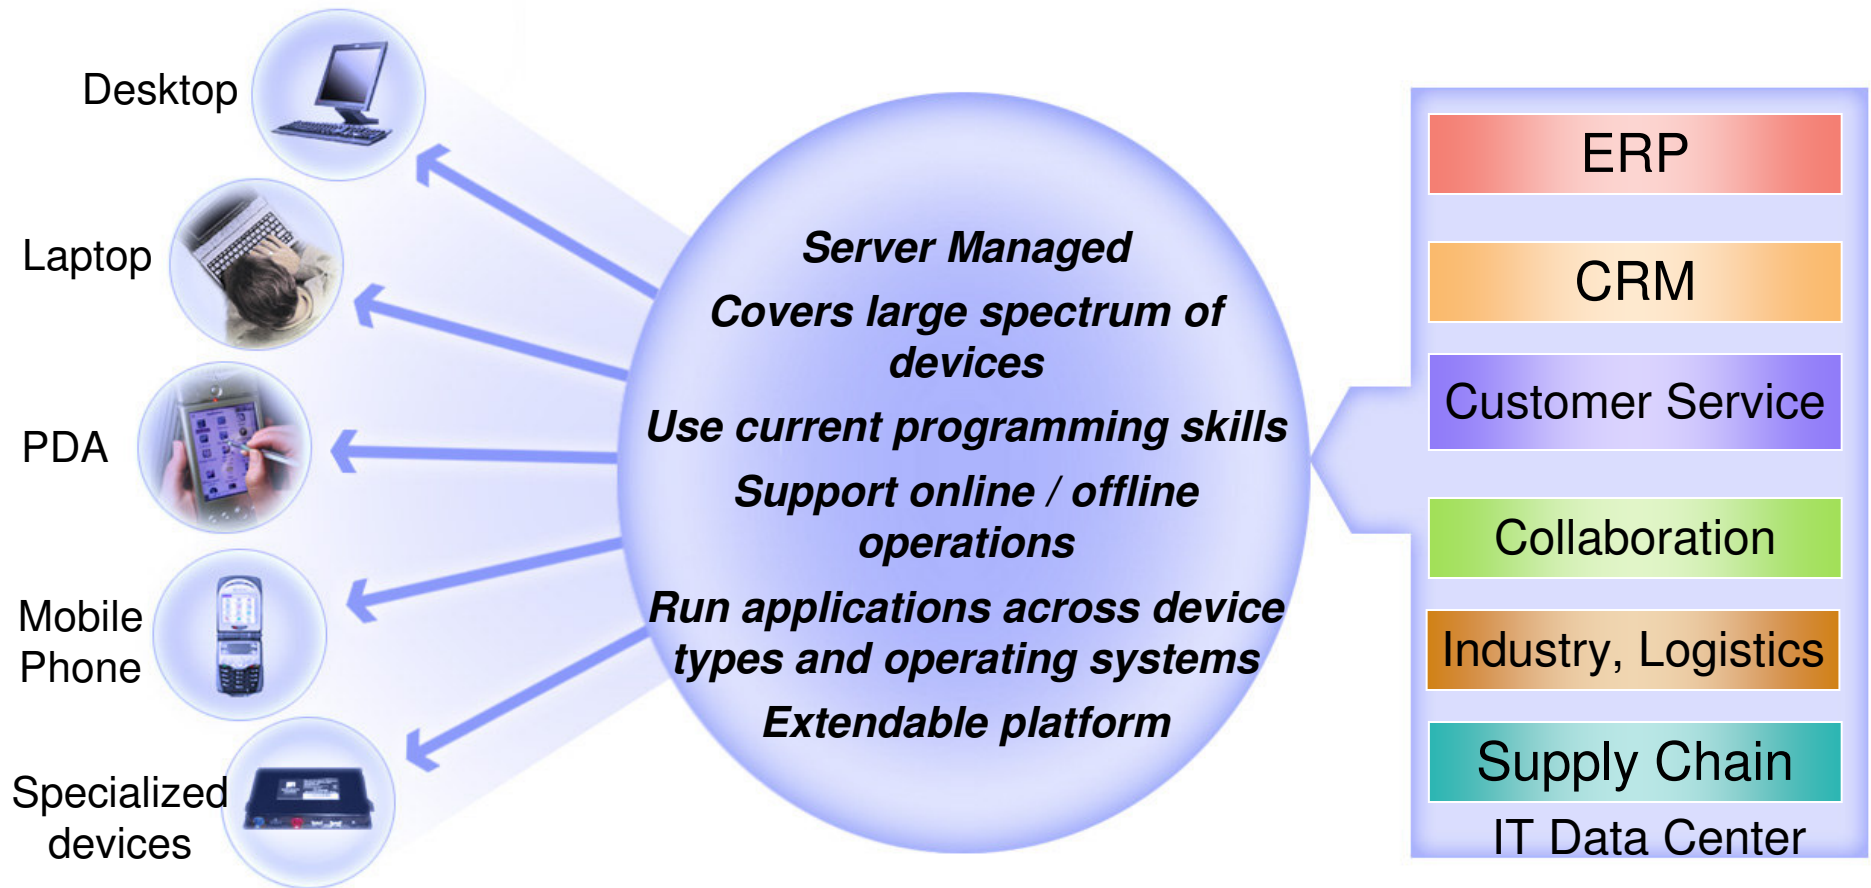 Desktop
Laptop
PDA
Mobile
Phone
Specialized
devices
Server Managed
Covers large spectrum of
devices
Use current programming skills
Support online / offline
operations
Run applications across device
types and operating systems
Extendable platform
ERP
CRM
Customer Service
Collaboration
Industry, Logistics
Supply Chain
IT Data Center